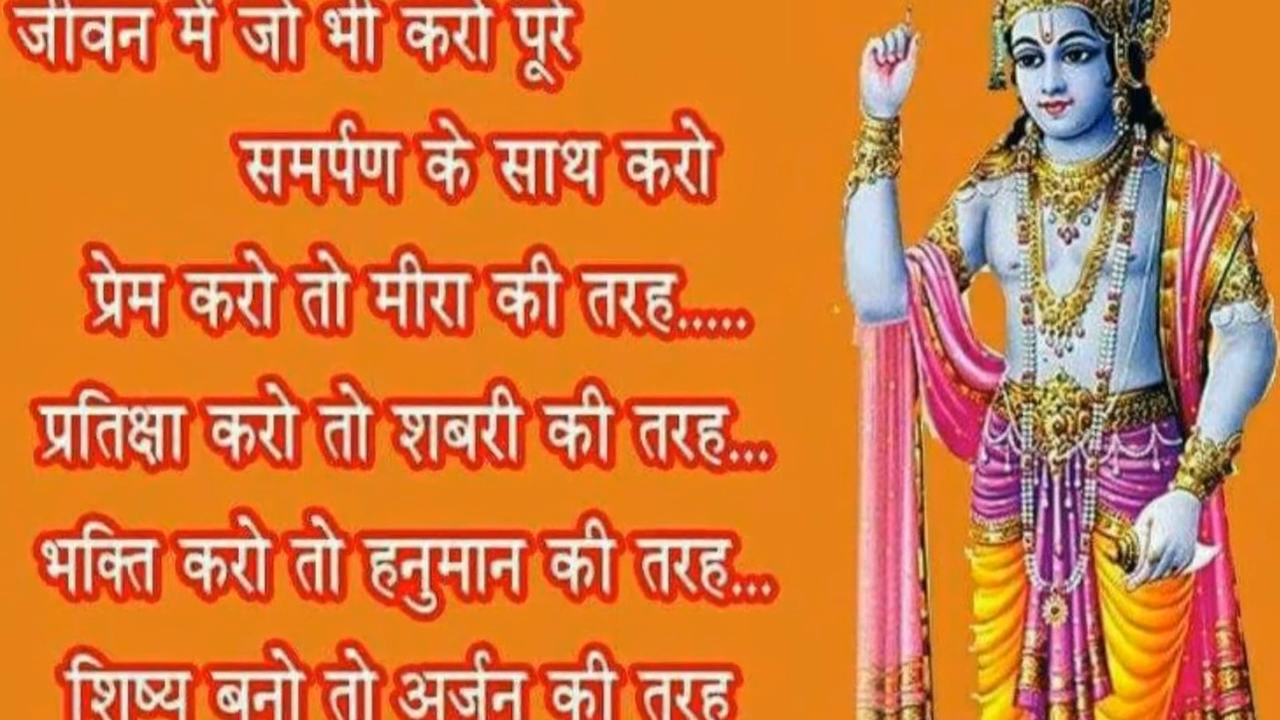 जीवन में जो भी करो पूरे
समर्पण के साथ करो
प्रेम करो तो मीरा की तरह.....
प्रतिक्षा करो तो शबरी की तरह...
भक्ति करो तो हनुमान की तरह...
शिष्य बनो तो अर्जुन की तरह